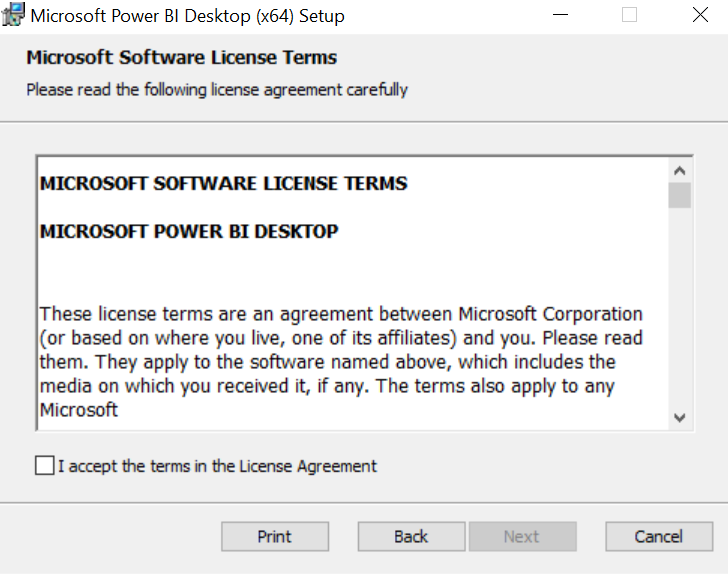 Microsoft Power BI Desktop (x64) Setup
Microsoft Software License Terms
Please read the following license agreement carefully
MICROSOFT SOFTWARE LICENSE TERMS
MICROSOFT POWER BI DESKTOP
These license terms are an agreement between Microsoft Corporation
(or based on where you live, one of its affiliates) and you. Please read
them. They apply to the software named above, which includes the
media on which you received it, if any. The terms also apply to any
Microsoft
I accept the terms in the License Agreement
Print Back Next Cancel